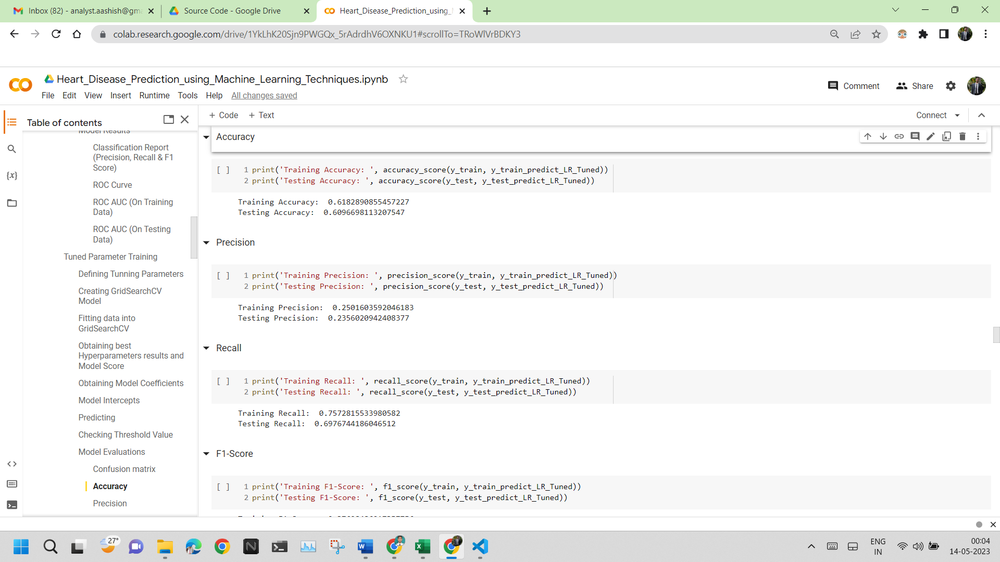 Inbox (82) - analyst.aashish@gma
Source Code - Google Drive
Heart_Disease_Prediction_using_M
colab.research.google.com/drive/1YkLhK20Sjn9PWGQx_5rAdrdhV6OXNKU1#scrollTo=TRoWlVrBDKY3
Heart_Disease_Prediction_using_Machine_Learning_Techniques.ipynb
Comment
Share
File Edit View Insert Runtime Tools Help All changes saved
Table of contents
+ Code + Text
Connect
Model Results
Classification Report
(Precision, Recall & F1
Score)
ROC Curve
ROC AUC (On Training
Data)
ROC AUC (On Testing
Data)
Tuned Parameter Training
Defining Tunning Parameters
Creating GridSearchCV
Model
Fitting data into
GridSearchCV
Obtaining best
Hyperparameters results and
Model Score
Obtaining Model Coefficients
Model Intercepts
Predicting
Checking Threshold Value
Model Evaluations
Confusion matrix
Accuracy
Precision
Accuracy
[ ] 1 print('Training Accuracy: ', accuracy_score(y_train, y_train_predict_LR_Tuned))
2 print('Testing Accuracy: ', accuracy_score(y_test, y_test_predict_LR_Tuned))
Training Accuracy:  0.6182890855457227
Testing Accuracy:  0.6096698113207547
Precision
[ ] 1 print('Training Precision: ', precision_score(y_train, y_train_predict_LR_Tuned))
2 print('Testing Precision: ', precision_score(y_test, y_test_predict_LR_Tuned))
Training Precision:  0.2501603592046183
Testing Precision:  0.2356020942408377
Recall
[ ] 1 print('Training Recall: ', recall_score(y_train, y_train_predict_LR_Tuned))
2 print('Testing Recall: ', recall_score(y_test, y_test_predict_LR_Tuned))
Training Recall:  0.7572815533980582
Testing Recall:  0.6976744186046512
F1-Score
[ ] 1 print('Training F1-Score: ', f1_score(y_train, y_train_predict_LR_Tuned))
2 print('Testing F1-Score: ', f1_score(y_test, y_test_predict_LR_Tuned))
27°
ENG
IN
00:04
14-05-2023